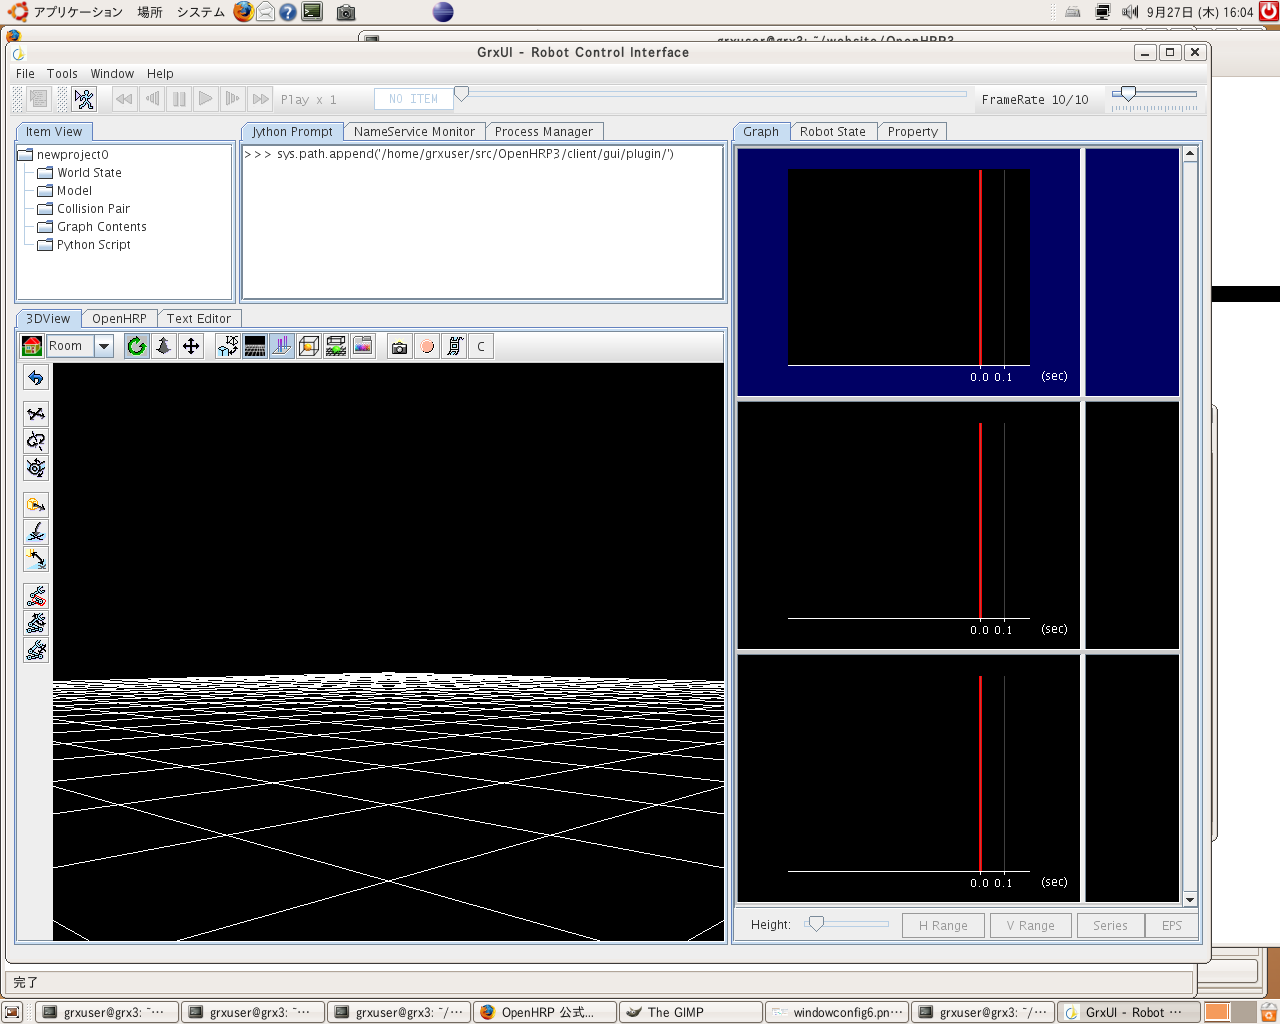 アプリケーション 場所 システム 9月27日 (木) 16:04
grxuser@grx3: ~/website/OpenHRP3
GrxUI - Robot Control Interface
File Tools Window Help
Play x 1 NO ITEM FrameRate 10/10
Item View Jython Prompt NameService Monitor Process Manager Graph Robot State Property
newproject0
World State
Model
Collision Pair
Graph Contents
Python Script
>>> sys.path.append('/home/grxuser/src/OpenHRP3/client/gui/plugin/')
3DView OpenHRP Text Editor
Room C
0.0 0.1 (sec)
0.0 0.1 (sec)
0.0 0.1 (sec)
Height: H Range V Range Series EPS
完了
grxuser@grx3: ~… grxuser@grx3: ~… grxuser@grx3: ~/… OpenHRP 公式… The GIMP windowconfig6.pn… grxuser@grx3: ~/… GrxUI - Robot …